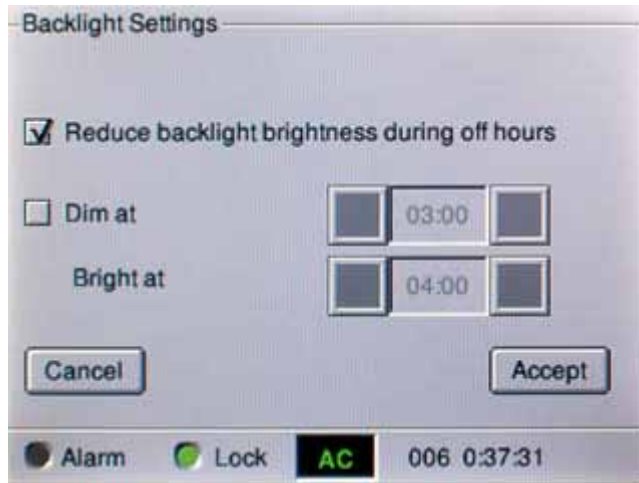 Backlight Settings
Reduce backlight brightness during off hours
Dim at 03:00
Bright at 04:00
Cancel Accept
Alarm Lock AC 006 0:37:31